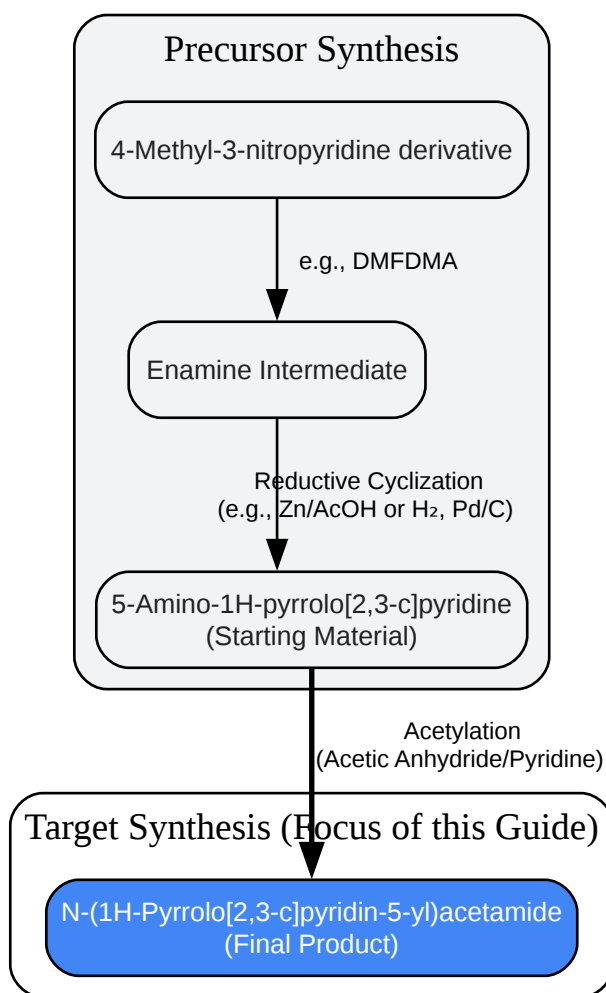 Precursor Synthesis
4-Methyl-3-nitropyridine derivative
e.g., DMFDMA
Enamine Intermediate
Reductive Cyclization
(e.g., Zn/AcOH or H₂, Pd/C)
5-Amino-1H-pyrrolo[2,3-c]pyridine
(Starting Material)
Acetylation
(Acetic Anhydride/Pyridine)
Target Synthesis (Focus of this Guide)
N-(1H-Pyrrolo[2,3-c]pyridin-5-yl)acetamide
(Final Product)